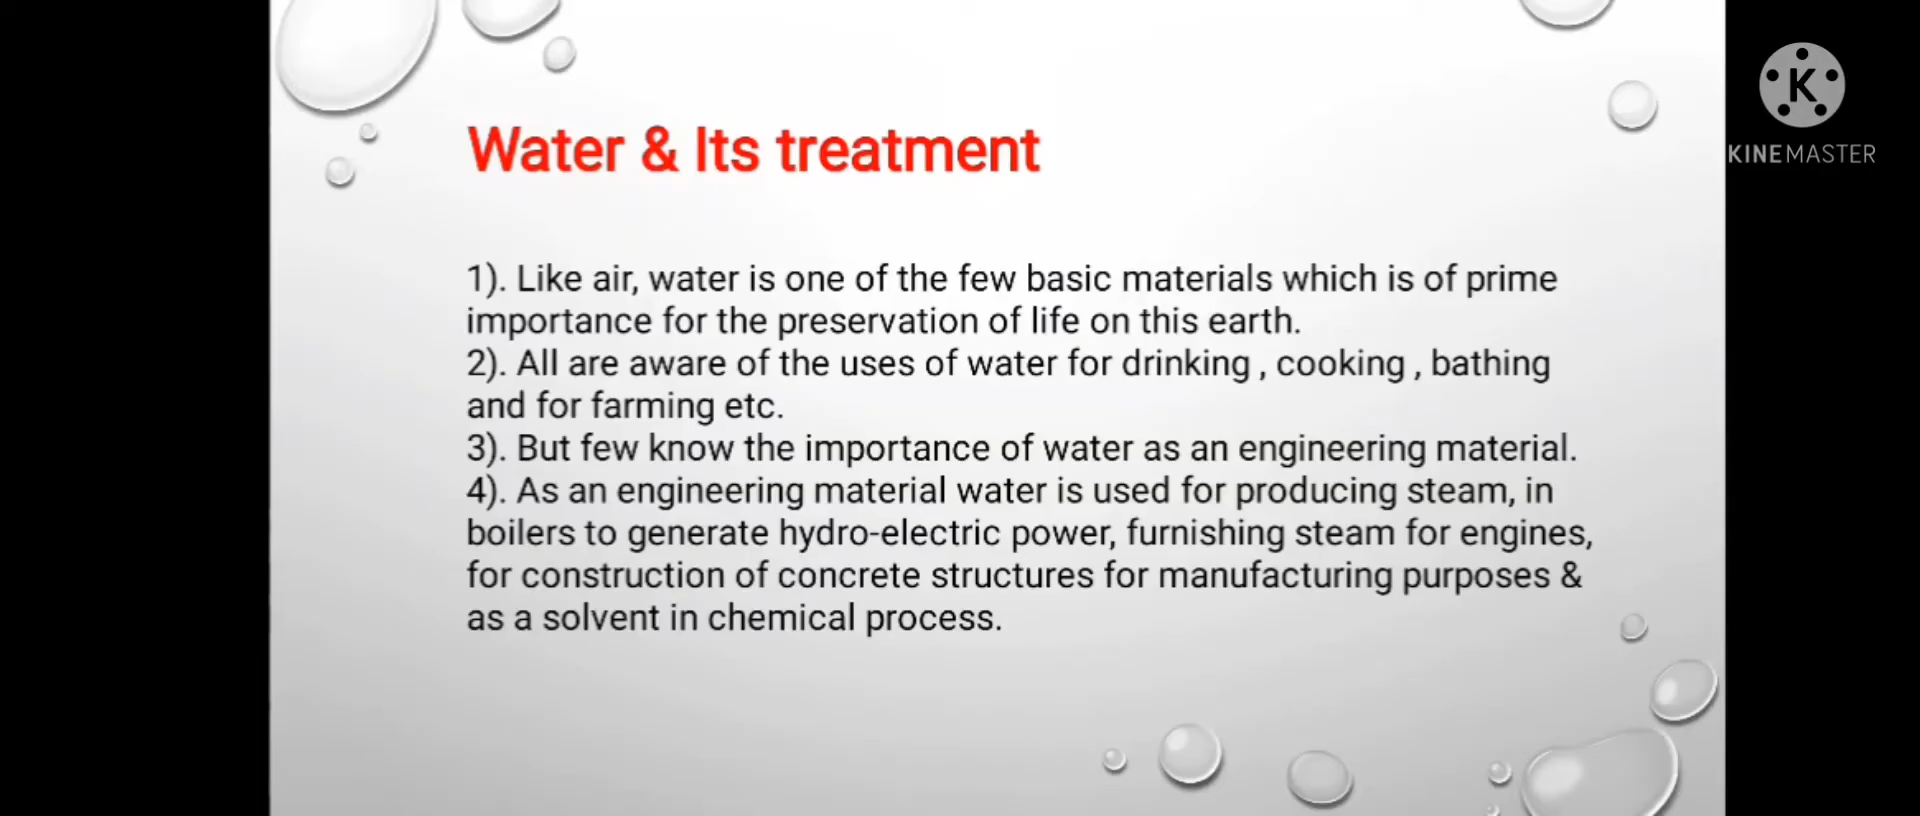 K
KINEMASTER
Water & Its treatment
1). Like air, water is one of the few basic materials which is of prime
importance for the preservation of life on this earth.
2). All are aware of the uses of water for drinking , cooking , bathing
and for farming etc.
3). But few know the importance of water as an engineering material.
4). As an engineering material water is used for producing steam, in
boilers to generate hydro-electric power, furnishing steam for engines,
for construction of concrete structures for manufacturing purposes &
as a solvent in chemical process.